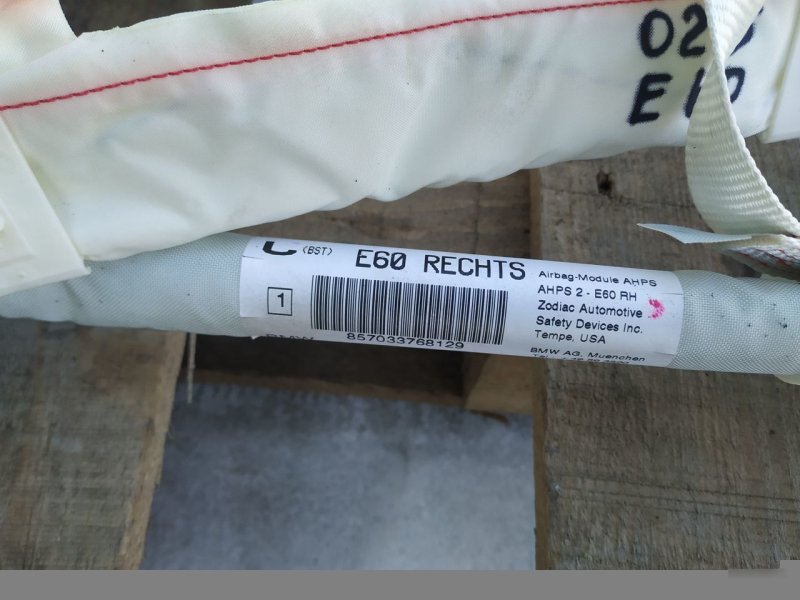 E
C (BST) E60 RECHTS
1
857033768129
Airbag-Module AHPS
AHPS 2 - E60 RH
Zodiac Automotive
Safety Devices Inc.
Tempe, USA
BMW AG, Muenchen